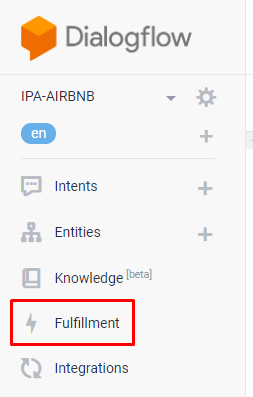 Dialogflow
IPA-AIRBNB
en
Intents
Entities
Knowledge [beta]
Fulfillment
Integrations